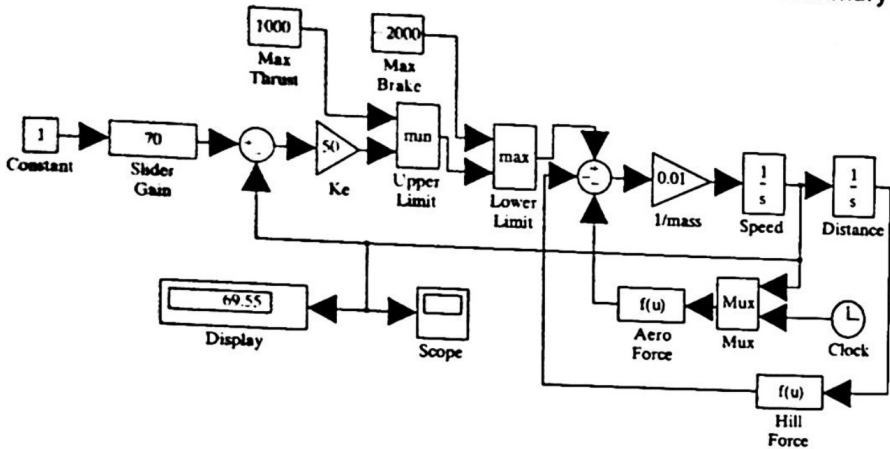 1000
Max
Thrust
-2000
Max
Brake
1
Constant
70
Slider
Gain
+
-
50
Ke
min
Upper
Limit
max
Lower
Limit
+
-
-
0.01
1/mass
1
s
Speed
1
s
Distance
69.55
Display
Scope
f(u)
Aero
Force
Mux
Mux
Clock
f(u)
Hill
Force